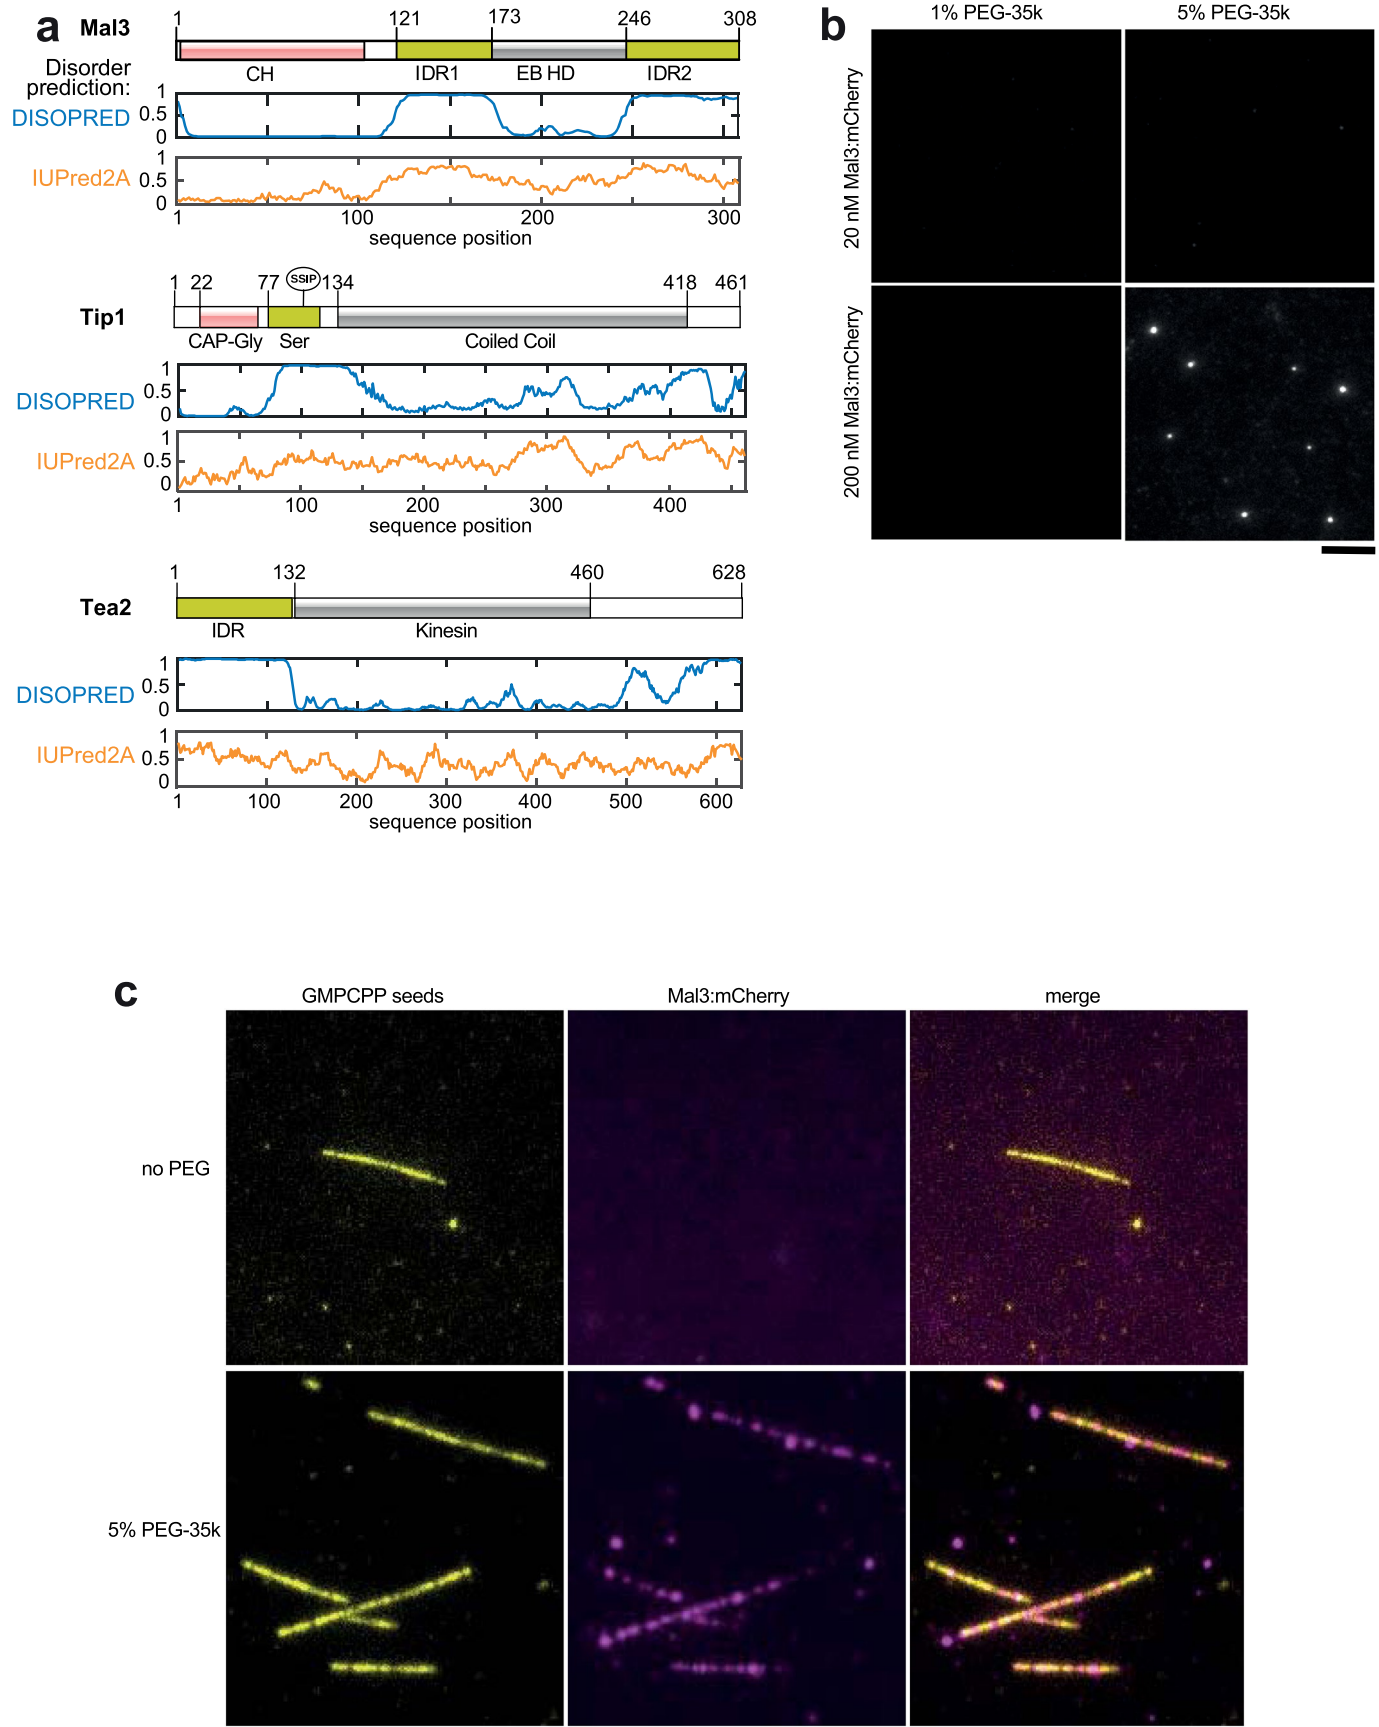 a
Mal3
1 121 173 246 308
CH IDR1 EB HD IDR2
Disorder
prediction:
DISOPRED
1
0.5
0
IUPred2A
1
0.5
0
1 100 200 300
sequence position
Tip1
1 22 77 SSIP 134 418 461
CAP-Gly Ser Coiled Coil
DISOPRED
1
0.5
0
IUPred2A
1
0.5
0
1 100 200 300 400
sequence position
Tea2
1 132 460 628
IDR Kinesin
DISOPRED
1
0.5
0
IUPred2A
1
0.5
0
1 100 200 300 400 500 600
sequence position
b
1% PEG-35k 5% PEG-35k
20 nM Mal3:mCherry
200 nM Mal3:mCherry
c
GMPCPP seeds Mal3:mCherry merge
no PEG
5% PEG-35k